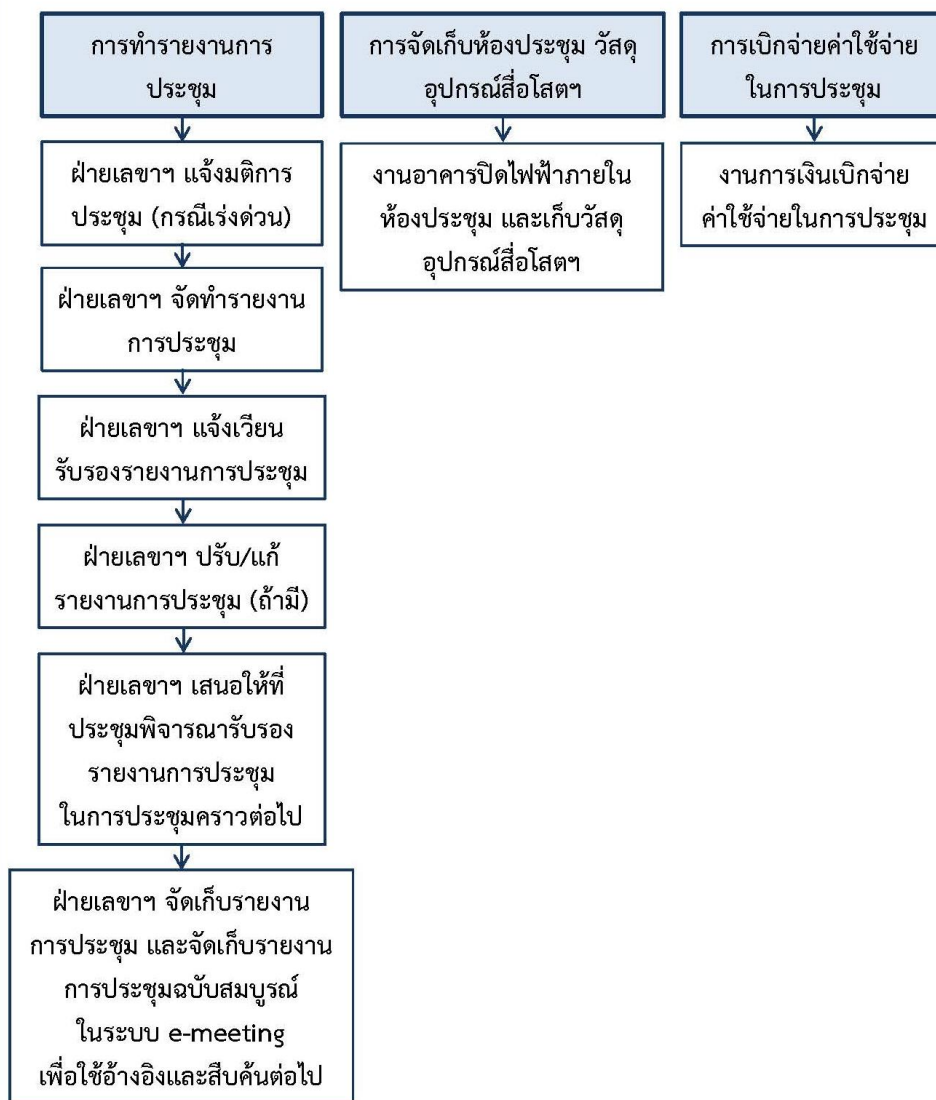 การทำรายงานการ
ประชุม
ฝ่ายเลขาฯ แจ้งมติการ
ประชุม (กรณีเร่งด่วน)
ฝ่ายเลขาฯ จัดทำรายงาน
การประชุม
ฝ่ายเลขาฯ แจ้งเวียน
รับรองรายงานการประชุม
ฝ่ายเลขาฯ ปรับ/แก้
รายงานการประชุม (ถ้ามี)
ฝ่ายเลขาฯ เสนอให้ที่
ประชุมพิจารณารับรอง
รายงานการประชุม
ในการประชุมคราวต่อไป
ฝ่ายเลขาฯ จัดเก็บรายงาน
การประชุม และจัดเก็บรายงาน
การประชุมฉบับสมบูรณ์
ในระบบ e-meeting
เพื่อใช้อ้างอิงและสืบค้นต่อไป
การจัดเก็บห้องประชุม วัสดุ
อุปกรณ์สื่อโสตฯ
งานอาคารปิดไฟฟ้าภายใน
ห้องประชุม และเก็บวัสดุ
อุปกรณ์สื่อโสตฯ
การเบิกจ่ายค่าใช้จ่าย
ในการประชุม
งานการเงินเบิกจ่าย
ค่าใช้จ่ายในการประชุม